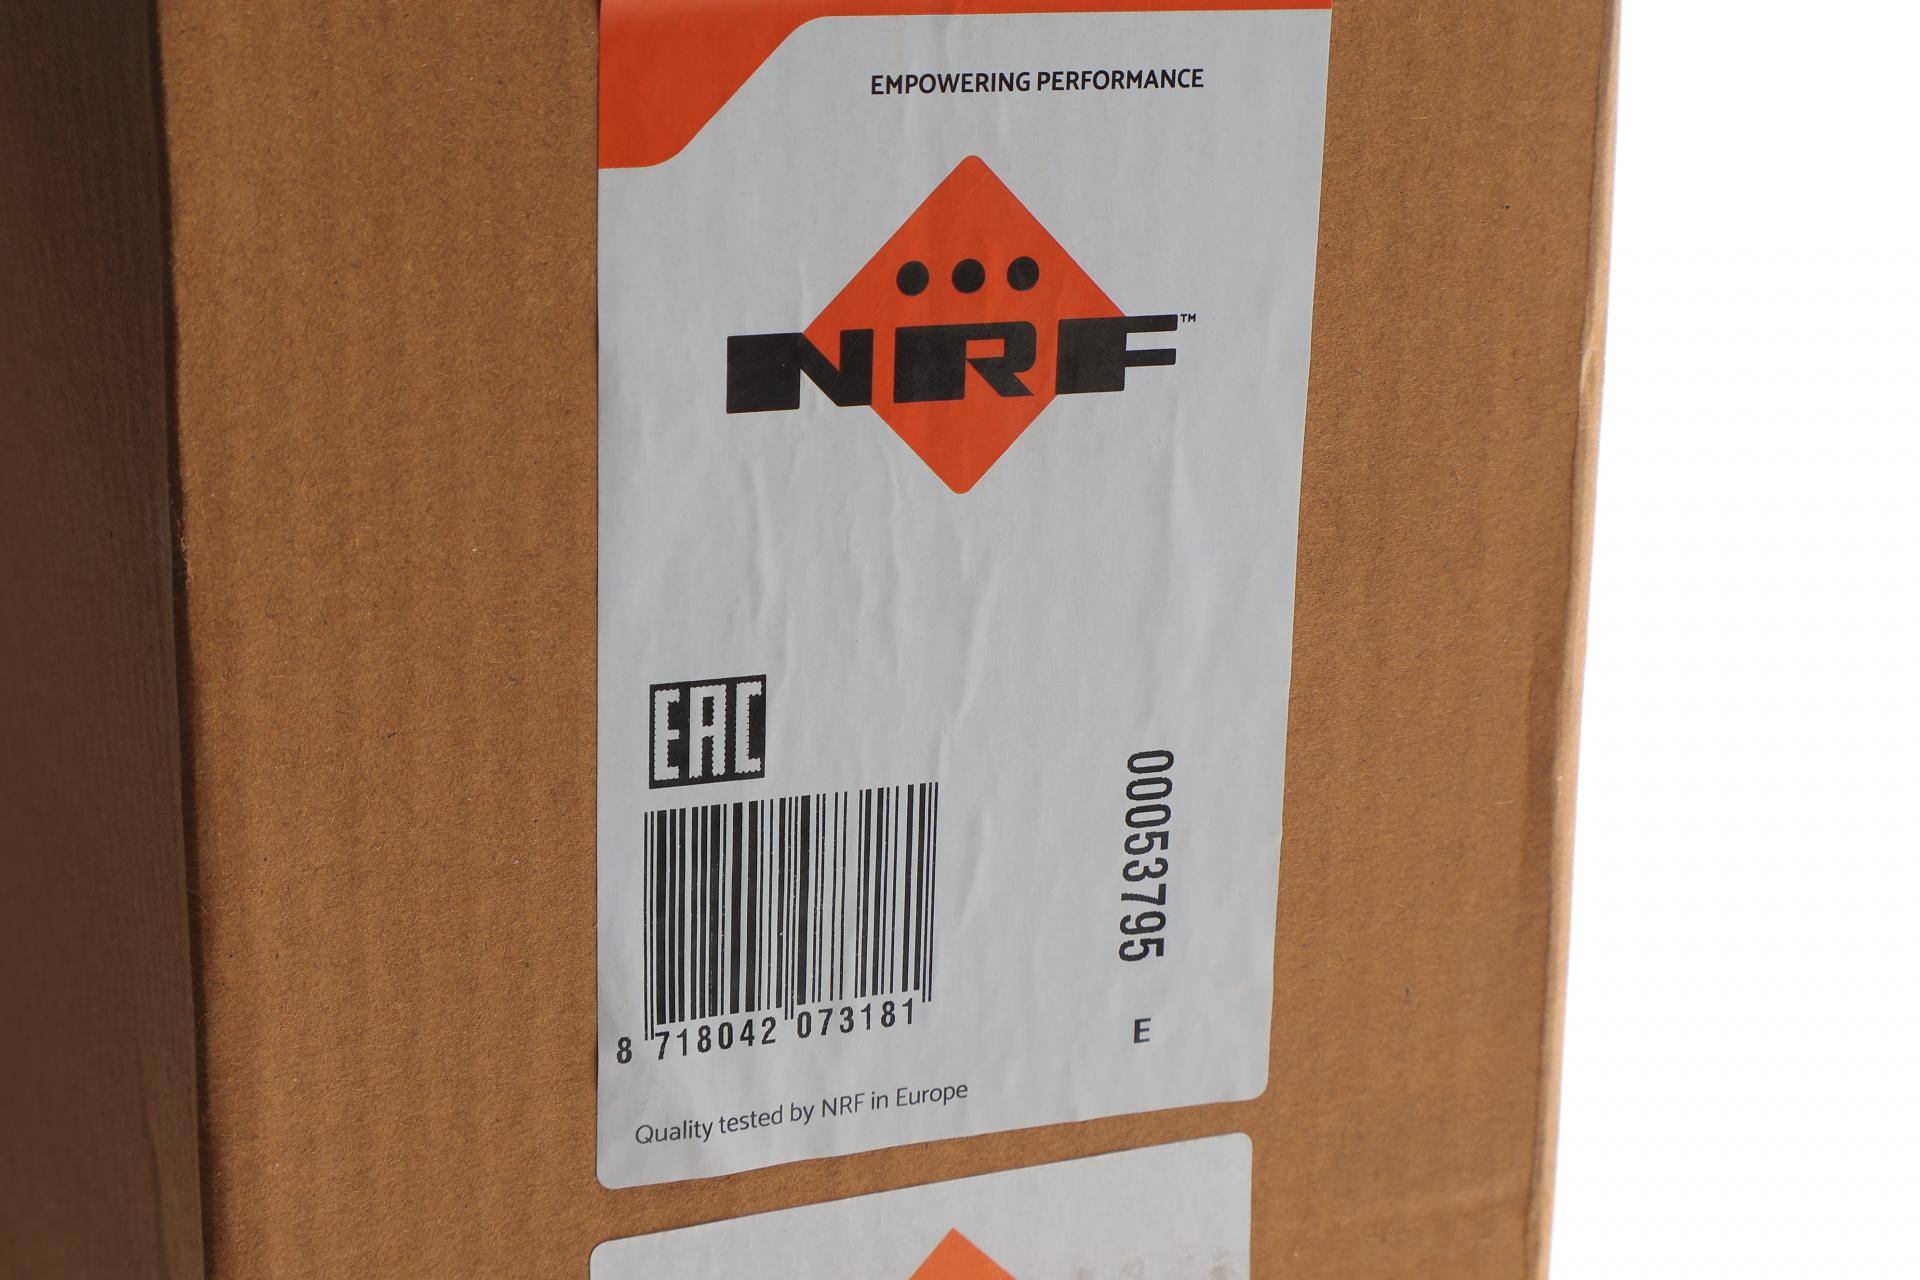 EMPOWERING PERFORMANCE
NRF™
EAC
00053795
8 718042 073181
E
Quality tested by NRF in Europe